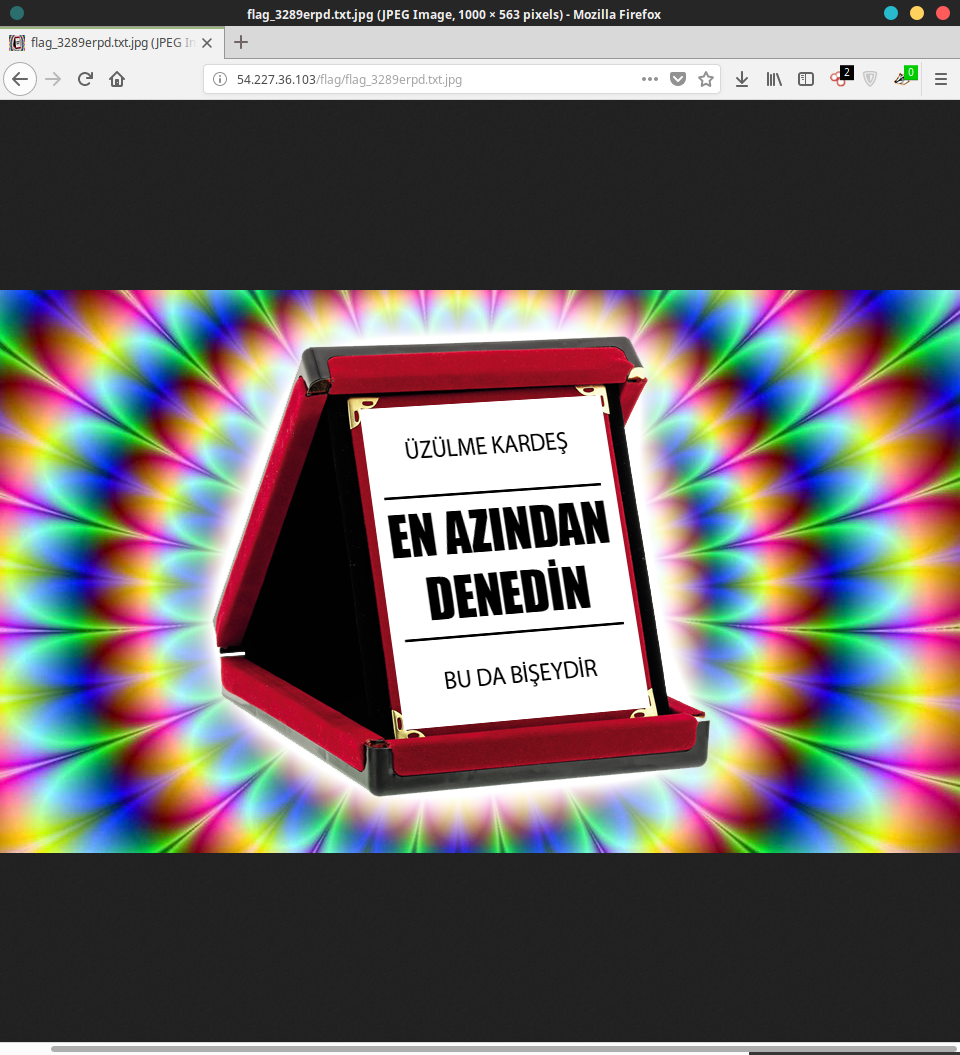 flag_3289erpd.txt.jpg (JPEG Image, 1000 × 563 pixels) - Mozilla Firefox
flag_3289erpd.txt.jpg (JPEG In
54.227.36.103/flag/flag_3289erpd.txt.jpg
2
0
ÜZÜLME KARDEŞ
EN AZINDAN
DENEDİN
BU DA BİŞEYDİR